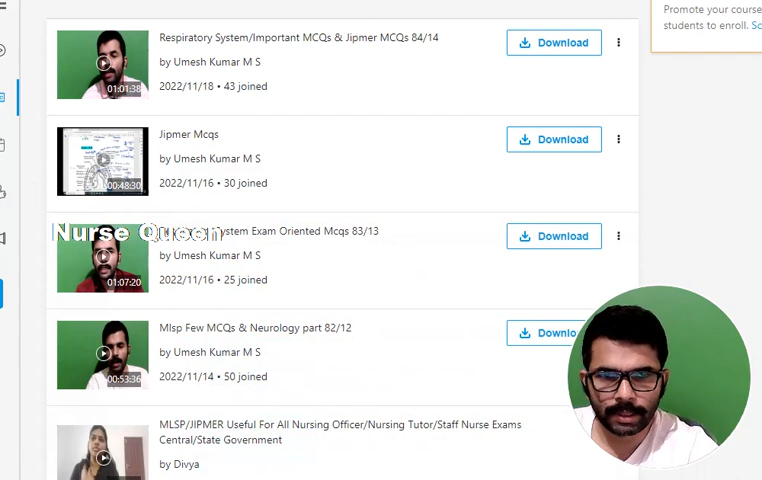 Promote your course
students to enroll. Sc
Respiratory System/Important MCQs & Jipmer MCQs 84/14
by Umesh Kumar M S
2022/11/18 • 43 joined
01:01:38
Download
Jipmer Mcqs
by Umesh Kumar M S
2022/11/16 • 30 joined
00:48:30
Download
Nurse Queen
System Exam Oriented Mcqs 83/13
by Umesh Kumar M S
2022/11/16 • 25 joined
01:07:20
Download
Mlsp Few MCQs & Neurology part 82/12
by Umesh Kumar M S
2022/11/14 • 50 joined
00:53:36
Downlo
MLSP/JIPMER Useful For All Nursing Officer/Nursing Tutor/Staff Nurse Exams
Central/State Government
by Divya